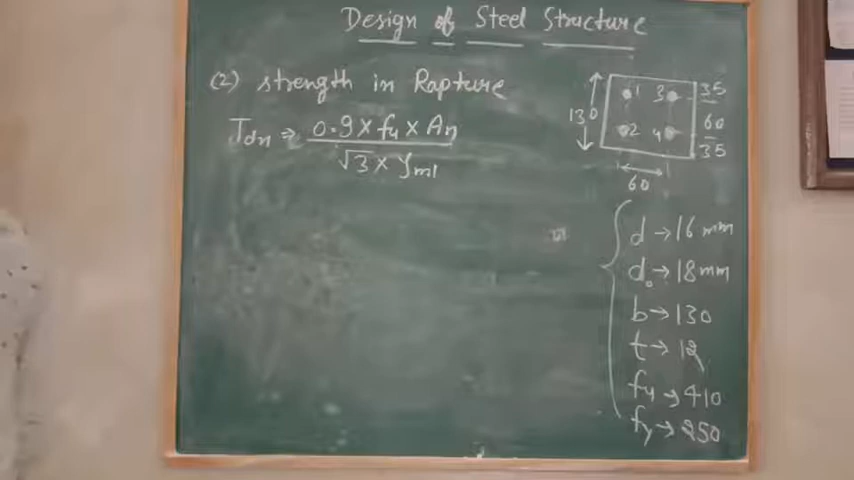 Design of Steel Structure
(2) strength in Rapture
Tdn ⇒ 0.9 × fu × An / √3 × γm1
1 3 35
130 60
2 4 35
60
d → 16 mm
do → 18 mm
b → 130
t → 12
fu → 410
fy → 250